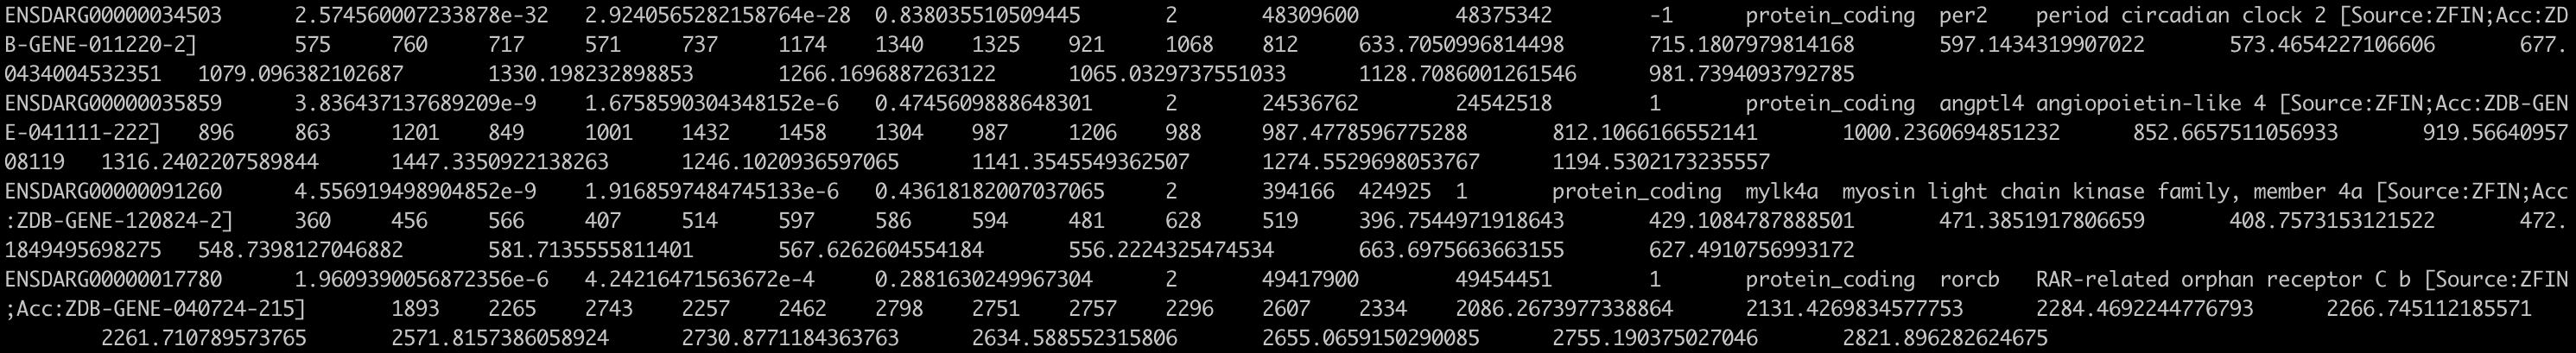 ENSDARG00000034503 2.574560007233878e-32 2.9240565282158764e-28 0.838035510509445 2 48309600 48375342 -1 protein_coding per2 period circadian clock 2 [Source:ZFIN;Acc:ZD
B-GENE-011220-2] 575 760 717 571 737 1174 1340 1325 921 1068 812 633.7050996814498 715.1807979814168 597.1434319907022 573.4654227106606 677.
0434004532351 1079.096382102687 1330.198232898853 1266.1696887263122 1065.0329737551033 1128.7086001261546 981.7394093792785
ENSDARG00000035859 3.836437137689209e-9 1.6758590304348152e-6 0.4745609888648301 2 24536762 24542518 1 protein_coding angptl4 angiopoietin-like 4 [Source:ZFIN;Acc:ZDB-GEN
E-041111-222] 896 863 1201 849 1001 1432 1458 1304 987 1206 988 987.4778596775288 812.1066166552141 1000.2360694851232 852.6657511056933 919.56640957
08119 1316.2402207589844 1447.3350922138263 1246.1020936597065 1141.3545549362507 1274.5529698053767 1194.5302173235557
ENSDARG00000091260 4.556919498904852e-9 1.9168597484745133e-6 0.43618182007037065 2 394166 424925 1 protein_coding mylk4a myosin light chain kinase family, member 4a [Source:ZFIN;Acc
:ZDB-GENE-120824-2] 360 456 566 407 514 597 586 594 481 628 519 396.7544971918643 429.1084787888501 471.3851917806659 408.7573153121522 472.
1849495698275 548.7398127046882 581.7135555811401 567.6262604554184 556.2224325474534 663.6975663663155 627.4910756993172
ENSDARG00000017780 1.9609390056872356e-6 4.24216471563672e-4 0.2881630249967304 2 49417900 49454451 1 protein_coding rorcb RAR-related orphan receptor C b [Source:ZFIN
;Acc:ZDB-GENE-040724-215] 1893 2265 2743 2257 2462 2798 2751 2757 2296 2607 2334 2086.2673977338864 2131.4269834577753 2284.4692244776793 2266.745112185571
2261.710789573765 2571.8157386058924 2730.8771184363763 2634.588552315806 2655.0659150290085 2755.190375027046 2821.896282624675